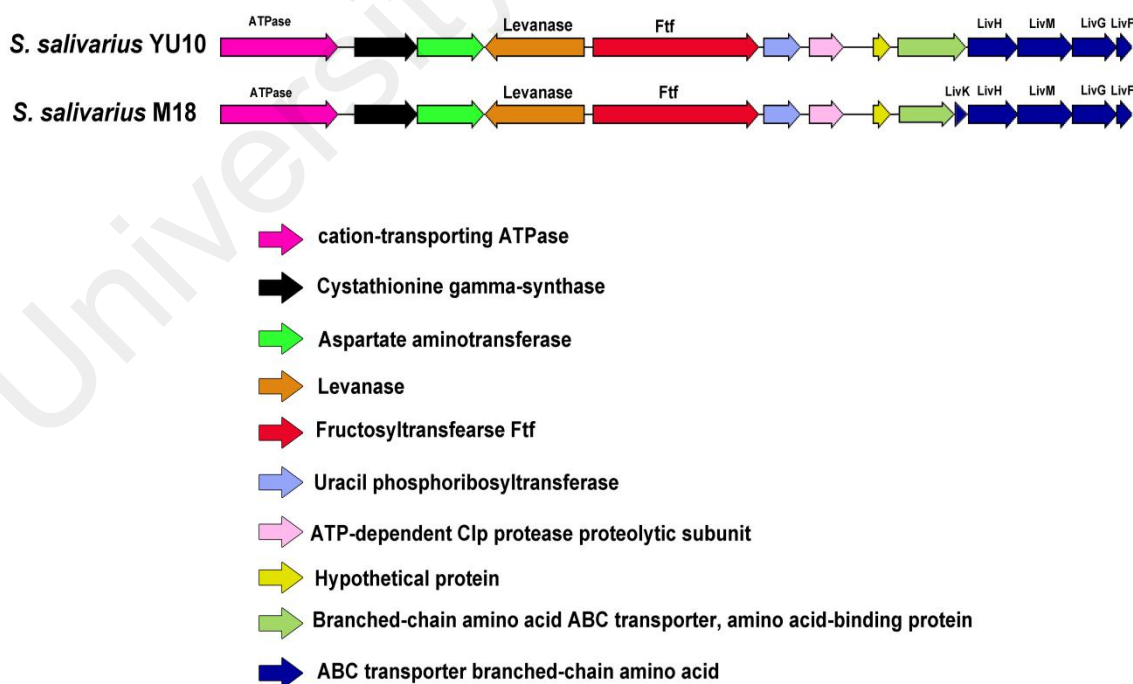 ATPase Levanase Ftf LivH LivM LivG LivF
S. salivarius YU10
ATPase Levanase Ftf LivK LivH LivM LivG LivF
S. salivarius M18
cation-transporting ATPase
Cystathionine gamma-synthase
Aspartate aminotransferase
Levanase
Fructosyltransfearse Ftf
Uracil phosphoribosyltransferase
ATP-dependent Clp protease proteolytic subunit
Hypothetical protein
Branched-chain amino acid ABC transporter, amino acid-binding protein
ABC transporter branched-chain amino acid
University